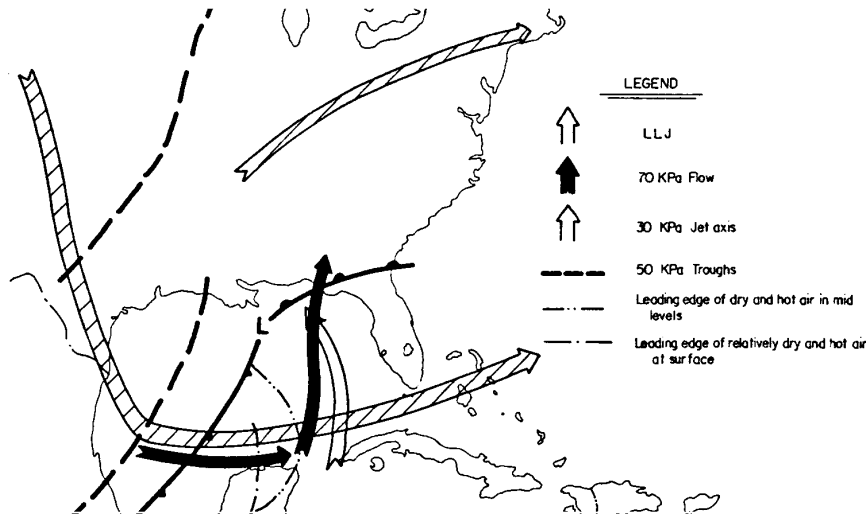 LEGEND
LLJ
70 KPa Flow
30 KPa Jet axis
50 KPa Troughs
Leading edge of dry and hot air in mid
levels
Leading edge of relatively dry and hot air
at surface
L